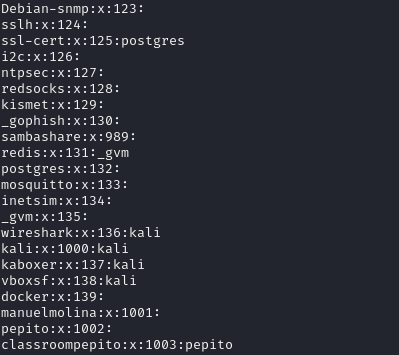 Debian-snmp:x:123:
sslh:x:124:
ssl-cert:x:125:postgres
i2c:x:126:
ntpsec:x:127:
redsocks:x:128:
kismet:x:129:
_gophish:x:130:
sambashare:x:989:
redis:x:131:_gvm
postgres:x:132:
mosquitto:x:133:
inetsim:x:134:
_gvm:x:135:
wireshark:x:136:kali
kali:x:1000:kali
kaboxer:x:137:kali
vboxsf:x:138:kali
docker:x:139:
manuelmolina:x:1001:
pepito:x:1002:
classroompepito:x:1003:pepito